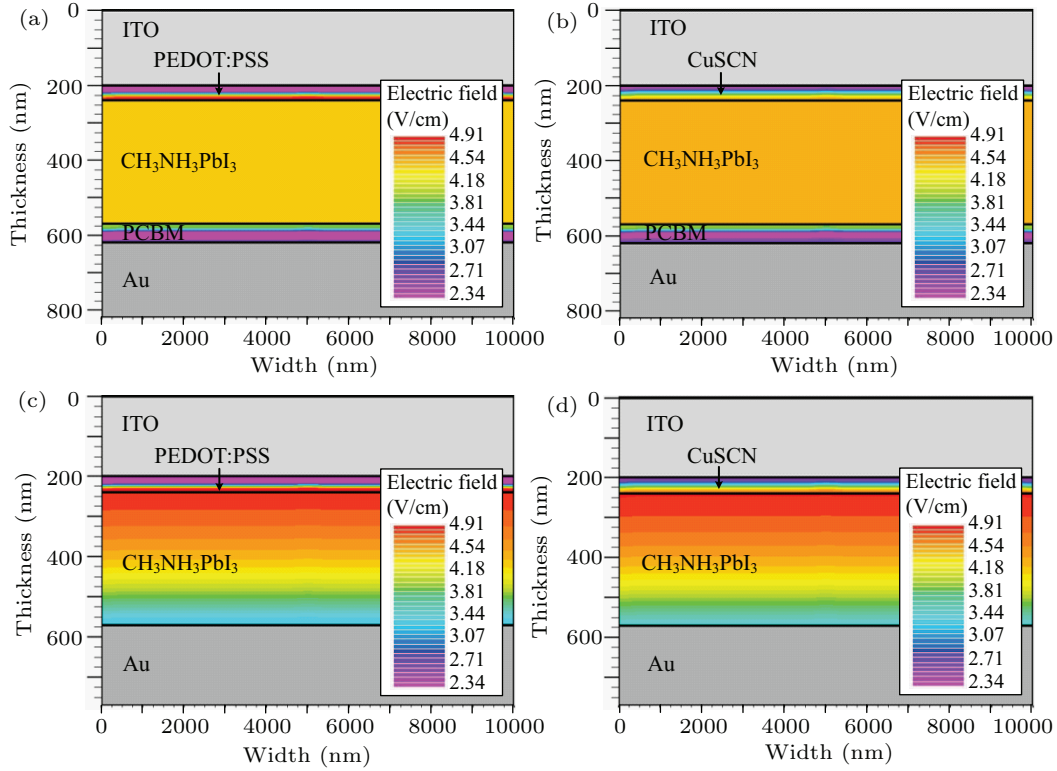 (a)
0
200
400
600
800
Thickness (nm)
ITO
PEDOT:PSS
CH₃NH₃PbI₃
PCBM
Au
Electric field
(V/cm)
4.91
4.54
4.18
3.81
3.44
3.07
2.71
2.34
0 2000 4000 6000 8000 10000
Width (nm)
(b)
0
200
400
600
800
Thickness (nm)
ITO
CuSCN
CH₃NH₃PbI₃
PCBM
Au
Electric field
(V/cm)
4.91
4.54
4.18
3.81
3.44
3.07
2.71
2.34
0 2000 4000 6000 8000 10000
Width (nm)
(c)
0
200
400
600
Thickness (nm)
ITO
PEDOT:PSS
CH₃NH₃PbI₃
Au
Electric field
(V/cm)
4.91
4.54
4.18
3.81
3.44
3.07
2.71
2.34
0 2000 4000 6000 8000 10000
Width (nm)
(d)
0
200
400
600
Thickness (nm)
ITO
CuSCN
CH₃NH₃PbI₃
Au
Electric field
(V/cm)
4.91
4.54
4.18
3.81
3.44
3.07
2.71
2.34
0 2000 4000 6000 8000 10000
Width (nm)